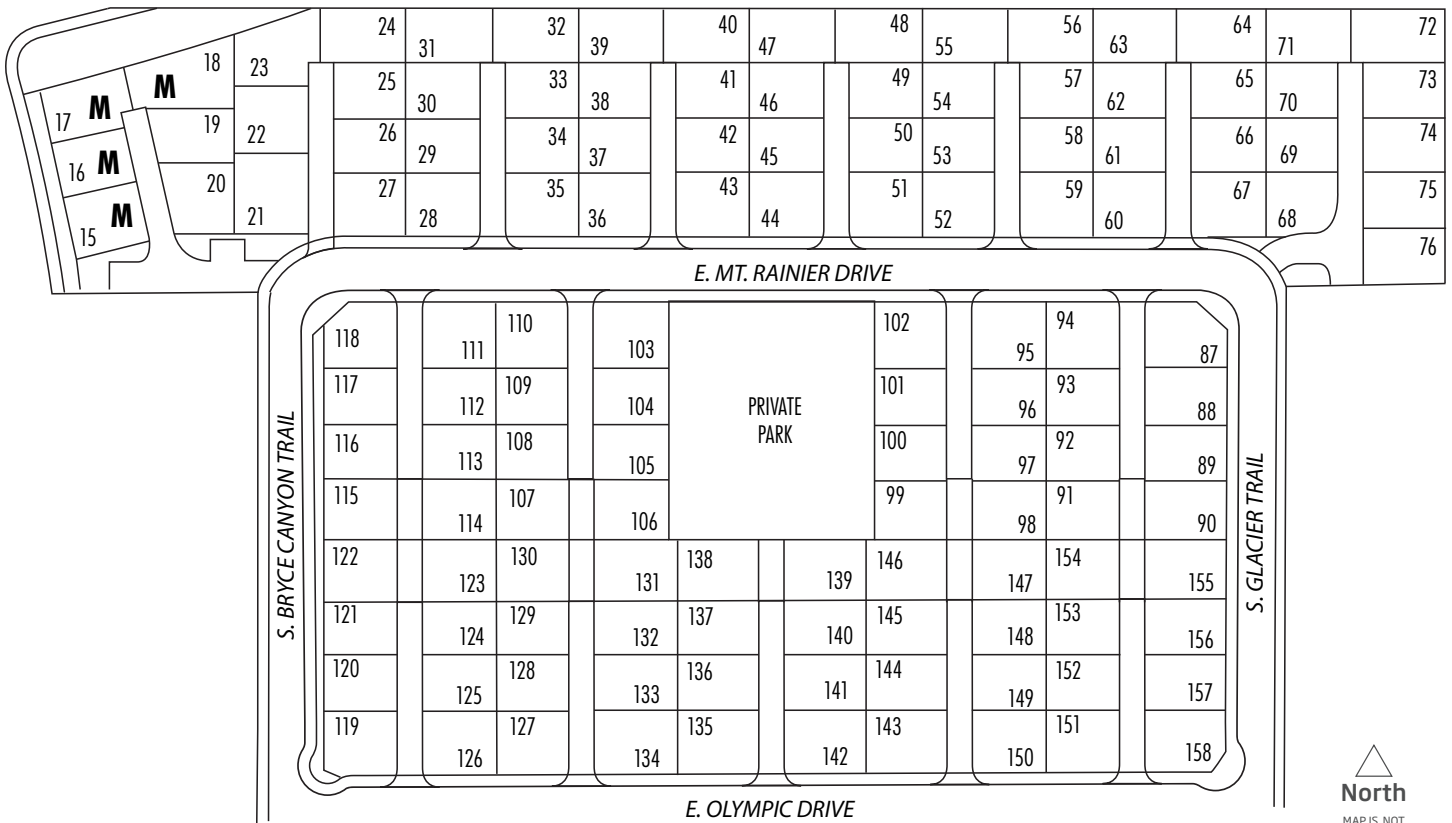 24 32 40 48 56 64 72
31 39 47 55 63 71
18 23
M
25 33 41 49 57 65 73
30 38 46 54 62 70
17 M
19 22
26 34 42 50 58 66 74
29 37 45 53 61 69
16 M
20
27 35 43 51 59 67 75
15 M
21 28 36 44 52 60 68
76
E. MT. RAINIER DRIVE
118 110 102 94
111 103 95 87
117 109 101 93
112 104 PRIVATE 96 88
PARK
116 108 100 92
113 105 97 89
115 107 99 91
114 106 98 90
S. BRYCE CANYON TRAIL
S. GLACIER TRAIL
122 130 138 146 154
123 131 139 147 155
121 129 137 145 153
124 132 140 148 156
120 128 136 144 152
125 133 141 149 157
119 127 135 143 151
126 134 142 150 158
E. OLYMPIC DRIVE
North
MAP IS NOT